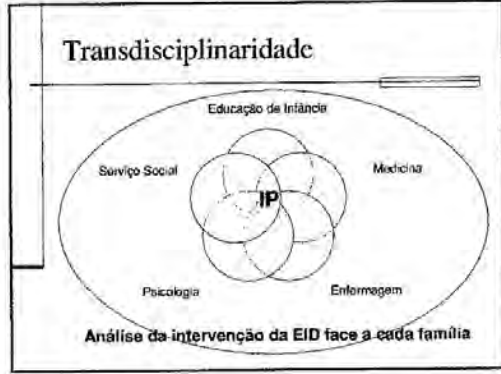 Transdisciplinaridade
Educação de Infância
Serviço Social
Medicina
IP
Psicologia
Enfermagem
Análise da intervenção da EID face a cada família